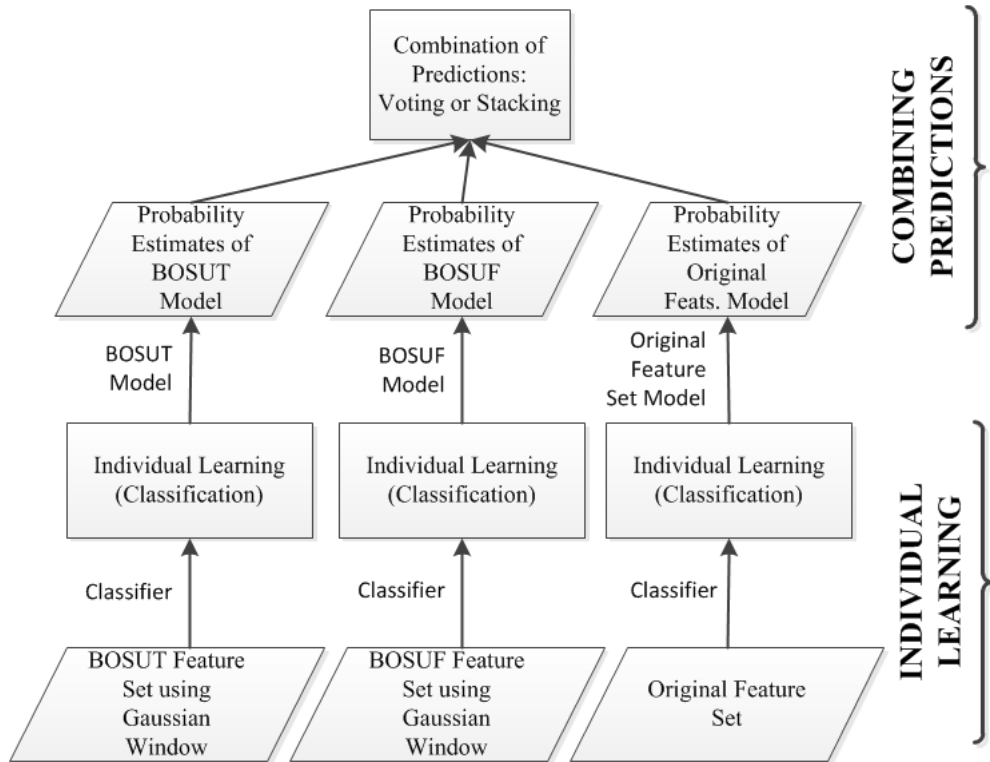 Combination of
Predictions:
Voting or Stacking
COMBINING
PREDICTIONS
Probability
Estimates of
BOSUT
Model
Probability
Estimates of
BOSUF
Model
Probability
Estimates of
Original
Feats. Model
BOSUT
Model
BOSUF
Model
Original
Feature
Set Model
Individual Learning
(Classification)
Individual Learning
(Classification)
Individual Learning
(Classification)
INDIVIDUAL
LEARNING
Classifier
Classifier
Classifier
BOSUT Feature
Set using
Gaussian
Window
BOSUF Feature
Set using
Gaussian
Window
Original Feature
Set